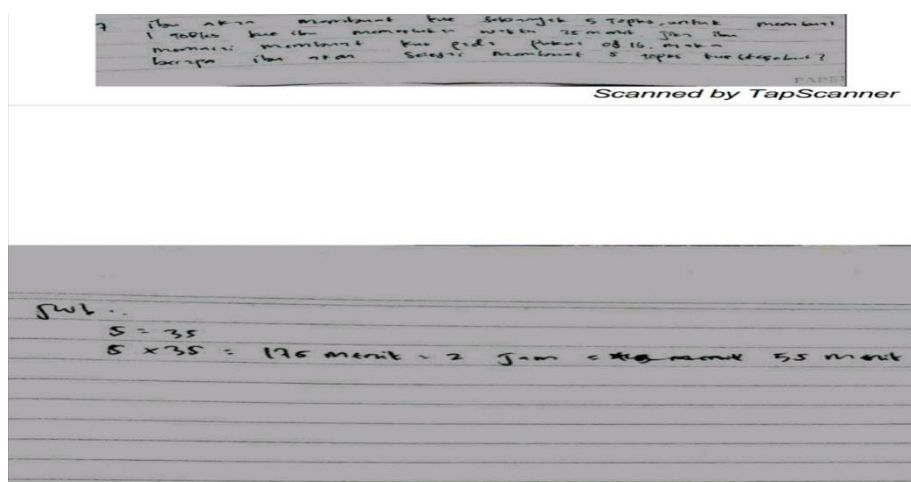 7 ibu akan membuat kue sebanyak 5 toples, untuk membuat
1 toples kue ibu memerlukan waktu 35 menit jika ibu
memulai membuat kue pada pukul 08.16. maka
berapa ibu akan selesai membuat 5 toples kue tersebut?
PAPER
Scanned by TapScanner
Jwb :
5 = 35
5 x 35 = 175 menit = 2 Jam = menit 55 menit